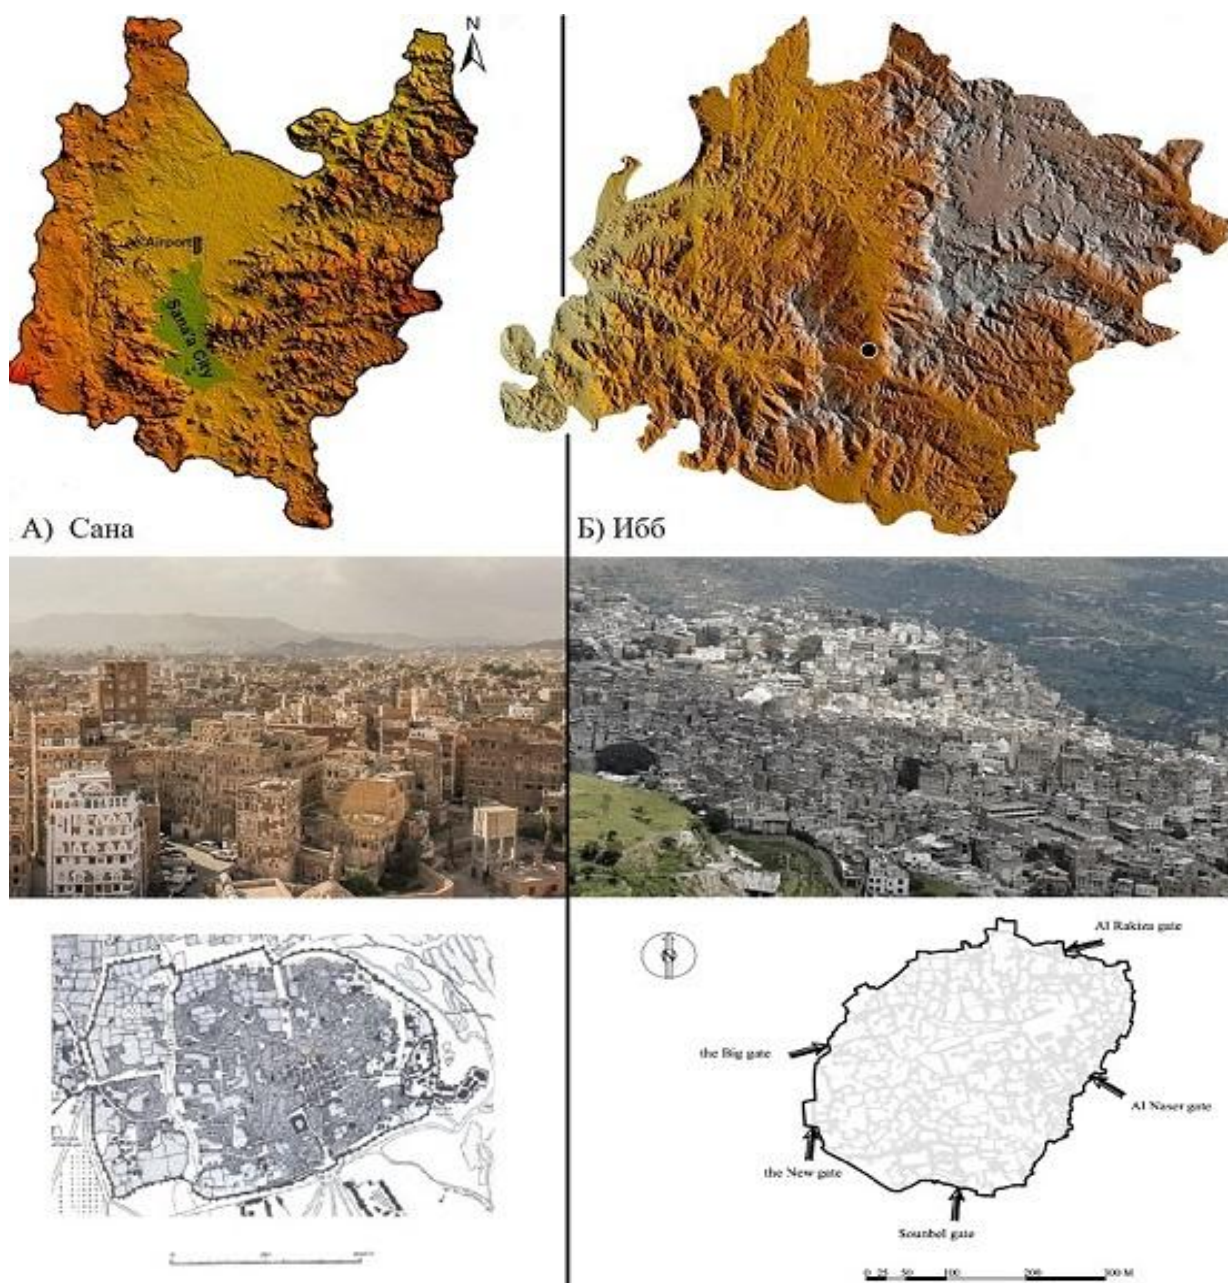 N
Airport
Sana'a City
А) Сана
Б) Ибб
N
Al Rakiza gate
the Big gate
Al Naser gate
the New gate
Sounbel gate
0 25 50 100 200 300 M